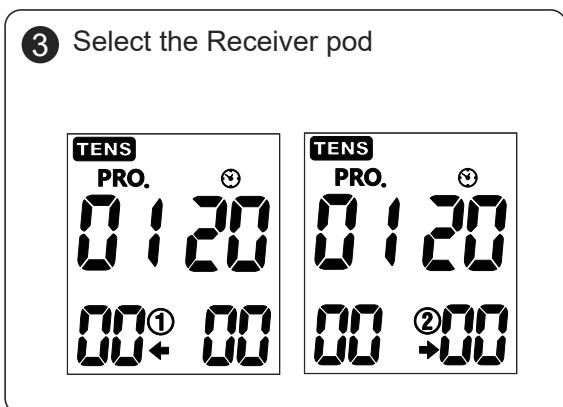 3 Select the Receiver pod
TENS TENS
PRO. PRO.
01 20 01 20
00 ① ← 00 00 ② → 00